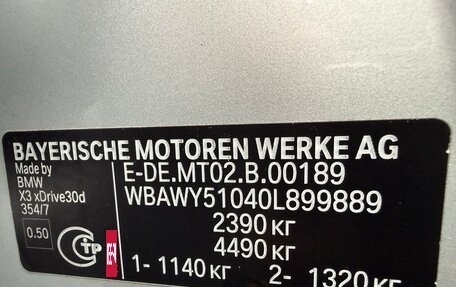 BAYERISCHE MOTOREN WERKE AG
Made by
BMW
X3 xDrive30d
354/7
0.50
E-DE.MT02.B.00189
WBAWY51040L899889
2390 КГ
4490 КГ
1- 1140 КГ 2- 1320 КГ